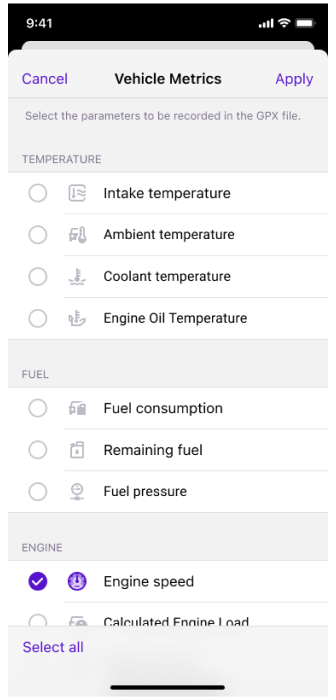 9:41
Cancel Vehicle Metrics Apply
Select the parameters to be recorded in the GPX file.
TEMPERATURE
Intake temperature
Ambient temperature
Coolant temperature
Engine Oil Temperature
FUEL
Fuel consumption
Remaining fuel
Fuel pressure
ENGINE
Engine speed
Calculated Engine Load
Select all